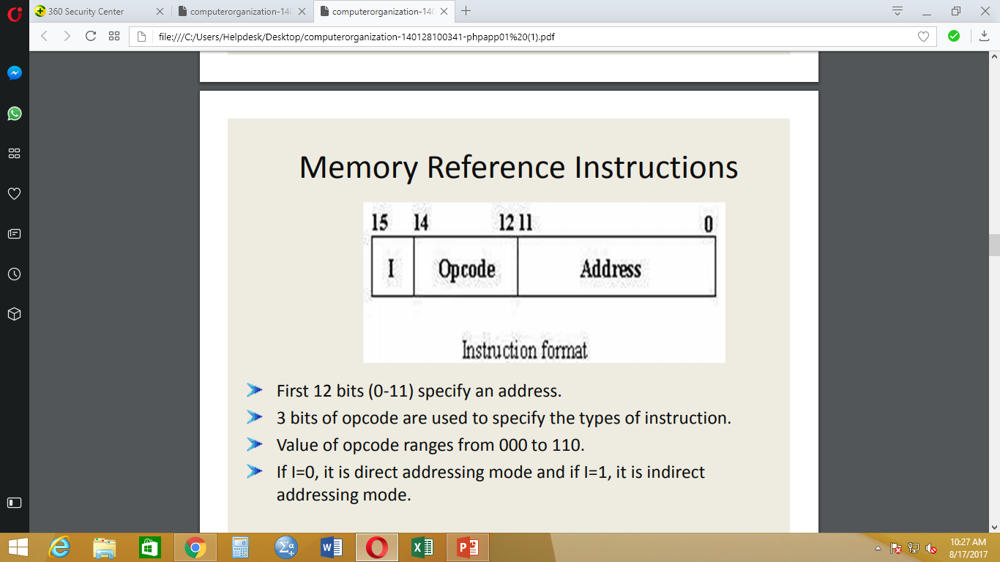 360 Security Center
computerorganization-140
computerorganization-140
file:///C:/Users/Helpdesk/Desktop/computerorganization-140128100341-phpapp01%20(1).pdf
Memory Reference Instructions
15 14 12 11 0
I Opcode Address
Instruction format
First 12 bits (0-11) specify an address.
3 bits of opcode are used to specify the types of instruction.
Value of opcode ranges from 000 to 110.
If I=0, it is direct addressing mode and if I=1, it is indirect
addressing mode.
10:27 AM
8/17/2017